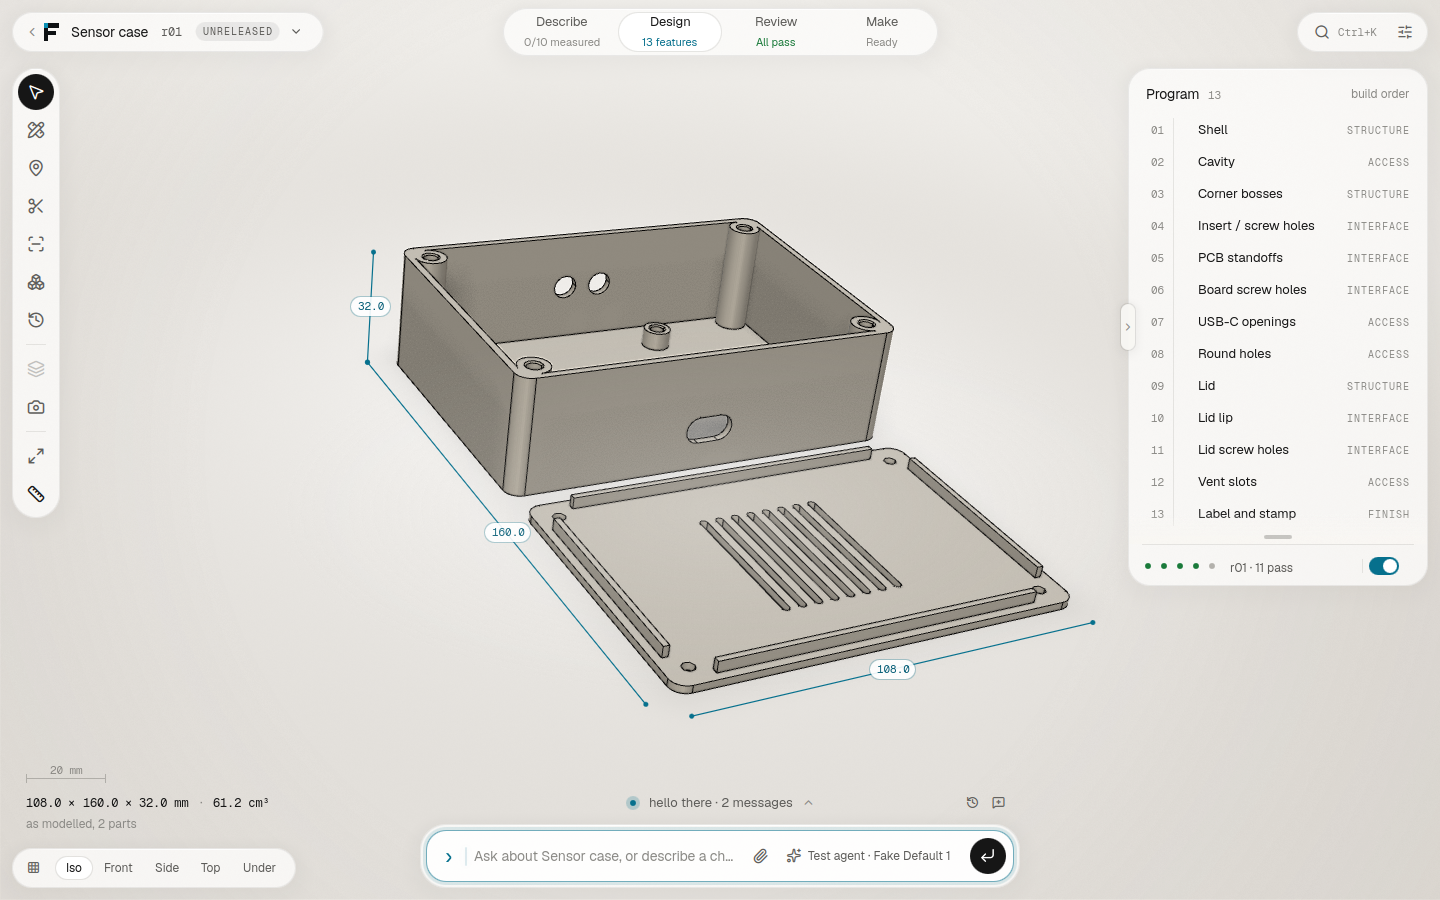 Sensor case r01 UNRELEASED
Describe
0/10 measured
Design
13 features
Review
All pass
Make
Ready
Ctrl+K
Program 13 build order
01 Shell STRUCTURE
02 Cavity ACCESS
03 Corner bosses STRUCTURE
04 Insert / screw holes INTERFACE
05 PCB standoffs INTERFACE
06 Board screw holes INTERFACE
07 USB-C openings ACCESS
08 Round holes ACCESS
09 Lid STRUCTURE
10 Lid lip INTERFACE
11 Lid screw holes INTERFACE
12 Vent slots ACCESS
13 Label and stamp FINISH
r01 · 11 pass
32.0
160.0
108.0
20 mm
108.0 × 160.0 × 32.0 mm · 61.2 cm³
as modelled, 2 parts
hello there · 2 messages
Ask about Sensor case, or describe a ch...
Test agent · Fake Default 1
Iso Front Side Top Under